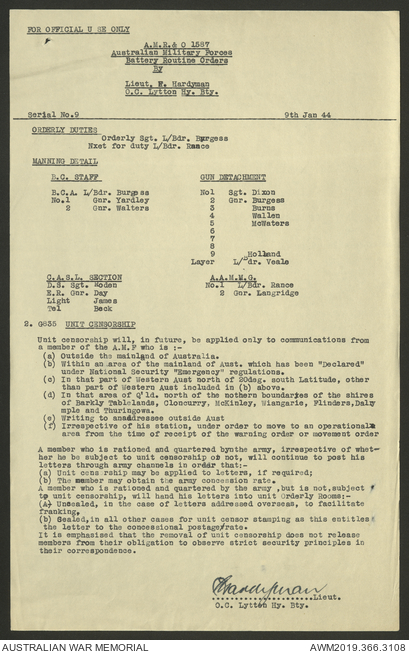 FOR OFFICIAL U SE ONLY
A.M.R.& O 1587
Australian Military Forces
Battery Routine Orders
By
Lieut. F. Hardyman
O.C. Lytton Hy. Bty.
Serial No.9 9th Jan 44
ORDERLY DUTIES
Orderly Sgt. L/Bdr. Burgess
Nxet for duty L/Bdr. Rance
MANNING DETAIL
B.C. STAFF GUN DETACHMENT
B.C.A. L/Bdr. Burgess No1 Sgt. Dixon
No.1 Gnr. Yardley 2 Gnr. Burgess
2 Gnr. Walters 3 Burns
4 Wallen
5 McWaters
6
7
8
9 Holland
Layer L/Bdr. Veale
C.A.S.L. SECTION A.A.M.M.G.
D.S. Sgt. Moden No.1 L/Bdr. Rance
E.R. Gnr. Day 2 Gnr. Langridge
Light James
Tel Beck
2. G835 UNIT CENSORSHIP
Unit censorship will, in future, be applied only to communications from
a member of the A.M.F who is :-
(a) Outside the mainland of Australia.
(b) Within an area of the mainland of Aust. which has been "Declared"
under National Security "Emergency" regulations.
(c) In that part of Western Aust north of 20deg. south Latitude, other
than part of Western Aust included in (b) above.
(d) In that area of Q'ld. north of the nothern boundaries of the shires
of Barkly Tablelands, Cloncurry, McKinley, Wiangarie, Flinders,Dalry
mple and Thuringowa.
(e) Writing to anaddressee outside Aust
(f) Irrespective of his station, under order to move to an operational
area from the time of receipt of the warning order or movement order
A member who is rationed and quartered bynthe army, irrespective of whet-
her he be subject to unit censorship or not, will continue to post his
letters through army channels in order that:-
(a) Unit cens rship may be applied to letters, if required;
(b) The member may obtain the army concession rate.
A member who is rationed and quartered by the army ,but is not,subject
to unit censorship, will hand his letters into unit Orderly Rooms:-
(A) Unsealed, in the case of letters addressed overseas, to facilitate
franking,
(b) Sealed,in all other cases for unit censor stamping as this entitles
the letter to the concessional postage rate.
It is emphasised that the removal of unit censorship does not release
members from their obligation to observe strict security principles in
their correspondence.
FHardyman
Lieut.
O.C. Lytton Hy. Bty.
AUSTRALIAN WAR MEMORIAL AWM2019.366.3108